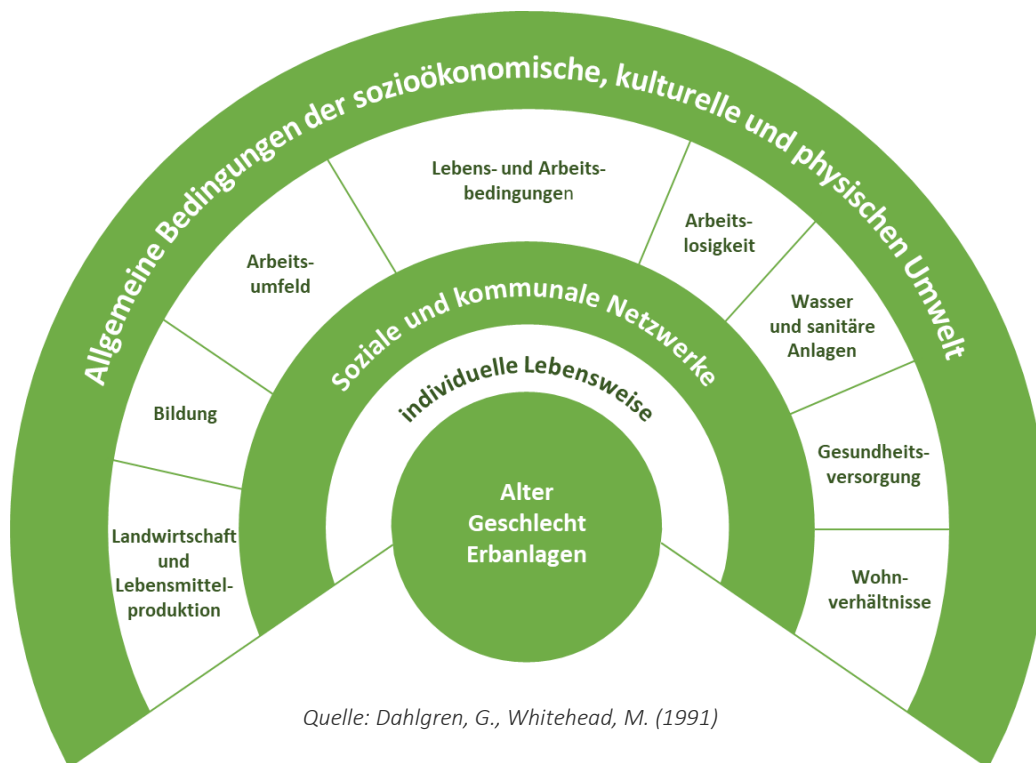 Allgemeine Bedingungen der sozioökonomische, kulturelle und physischen Umwelt
Lebens- und Arbeits-
bedingungen
Arbeits-
umfeld
Arbeits-
losigkeit
Bildung
Wasser
und sanitäre
Anlagen
Landwirtschaft
und
Lebensmittel-
produktion
Gesundheits-
versorgung
Wohn-
verhältnisse
Soziale und kommunale Netzwerke
individuelle Lebensweise
Alter
Geschlecht
Erbanlagen
Quelle: Dahlgren, G., Whitehead, M. (1991)